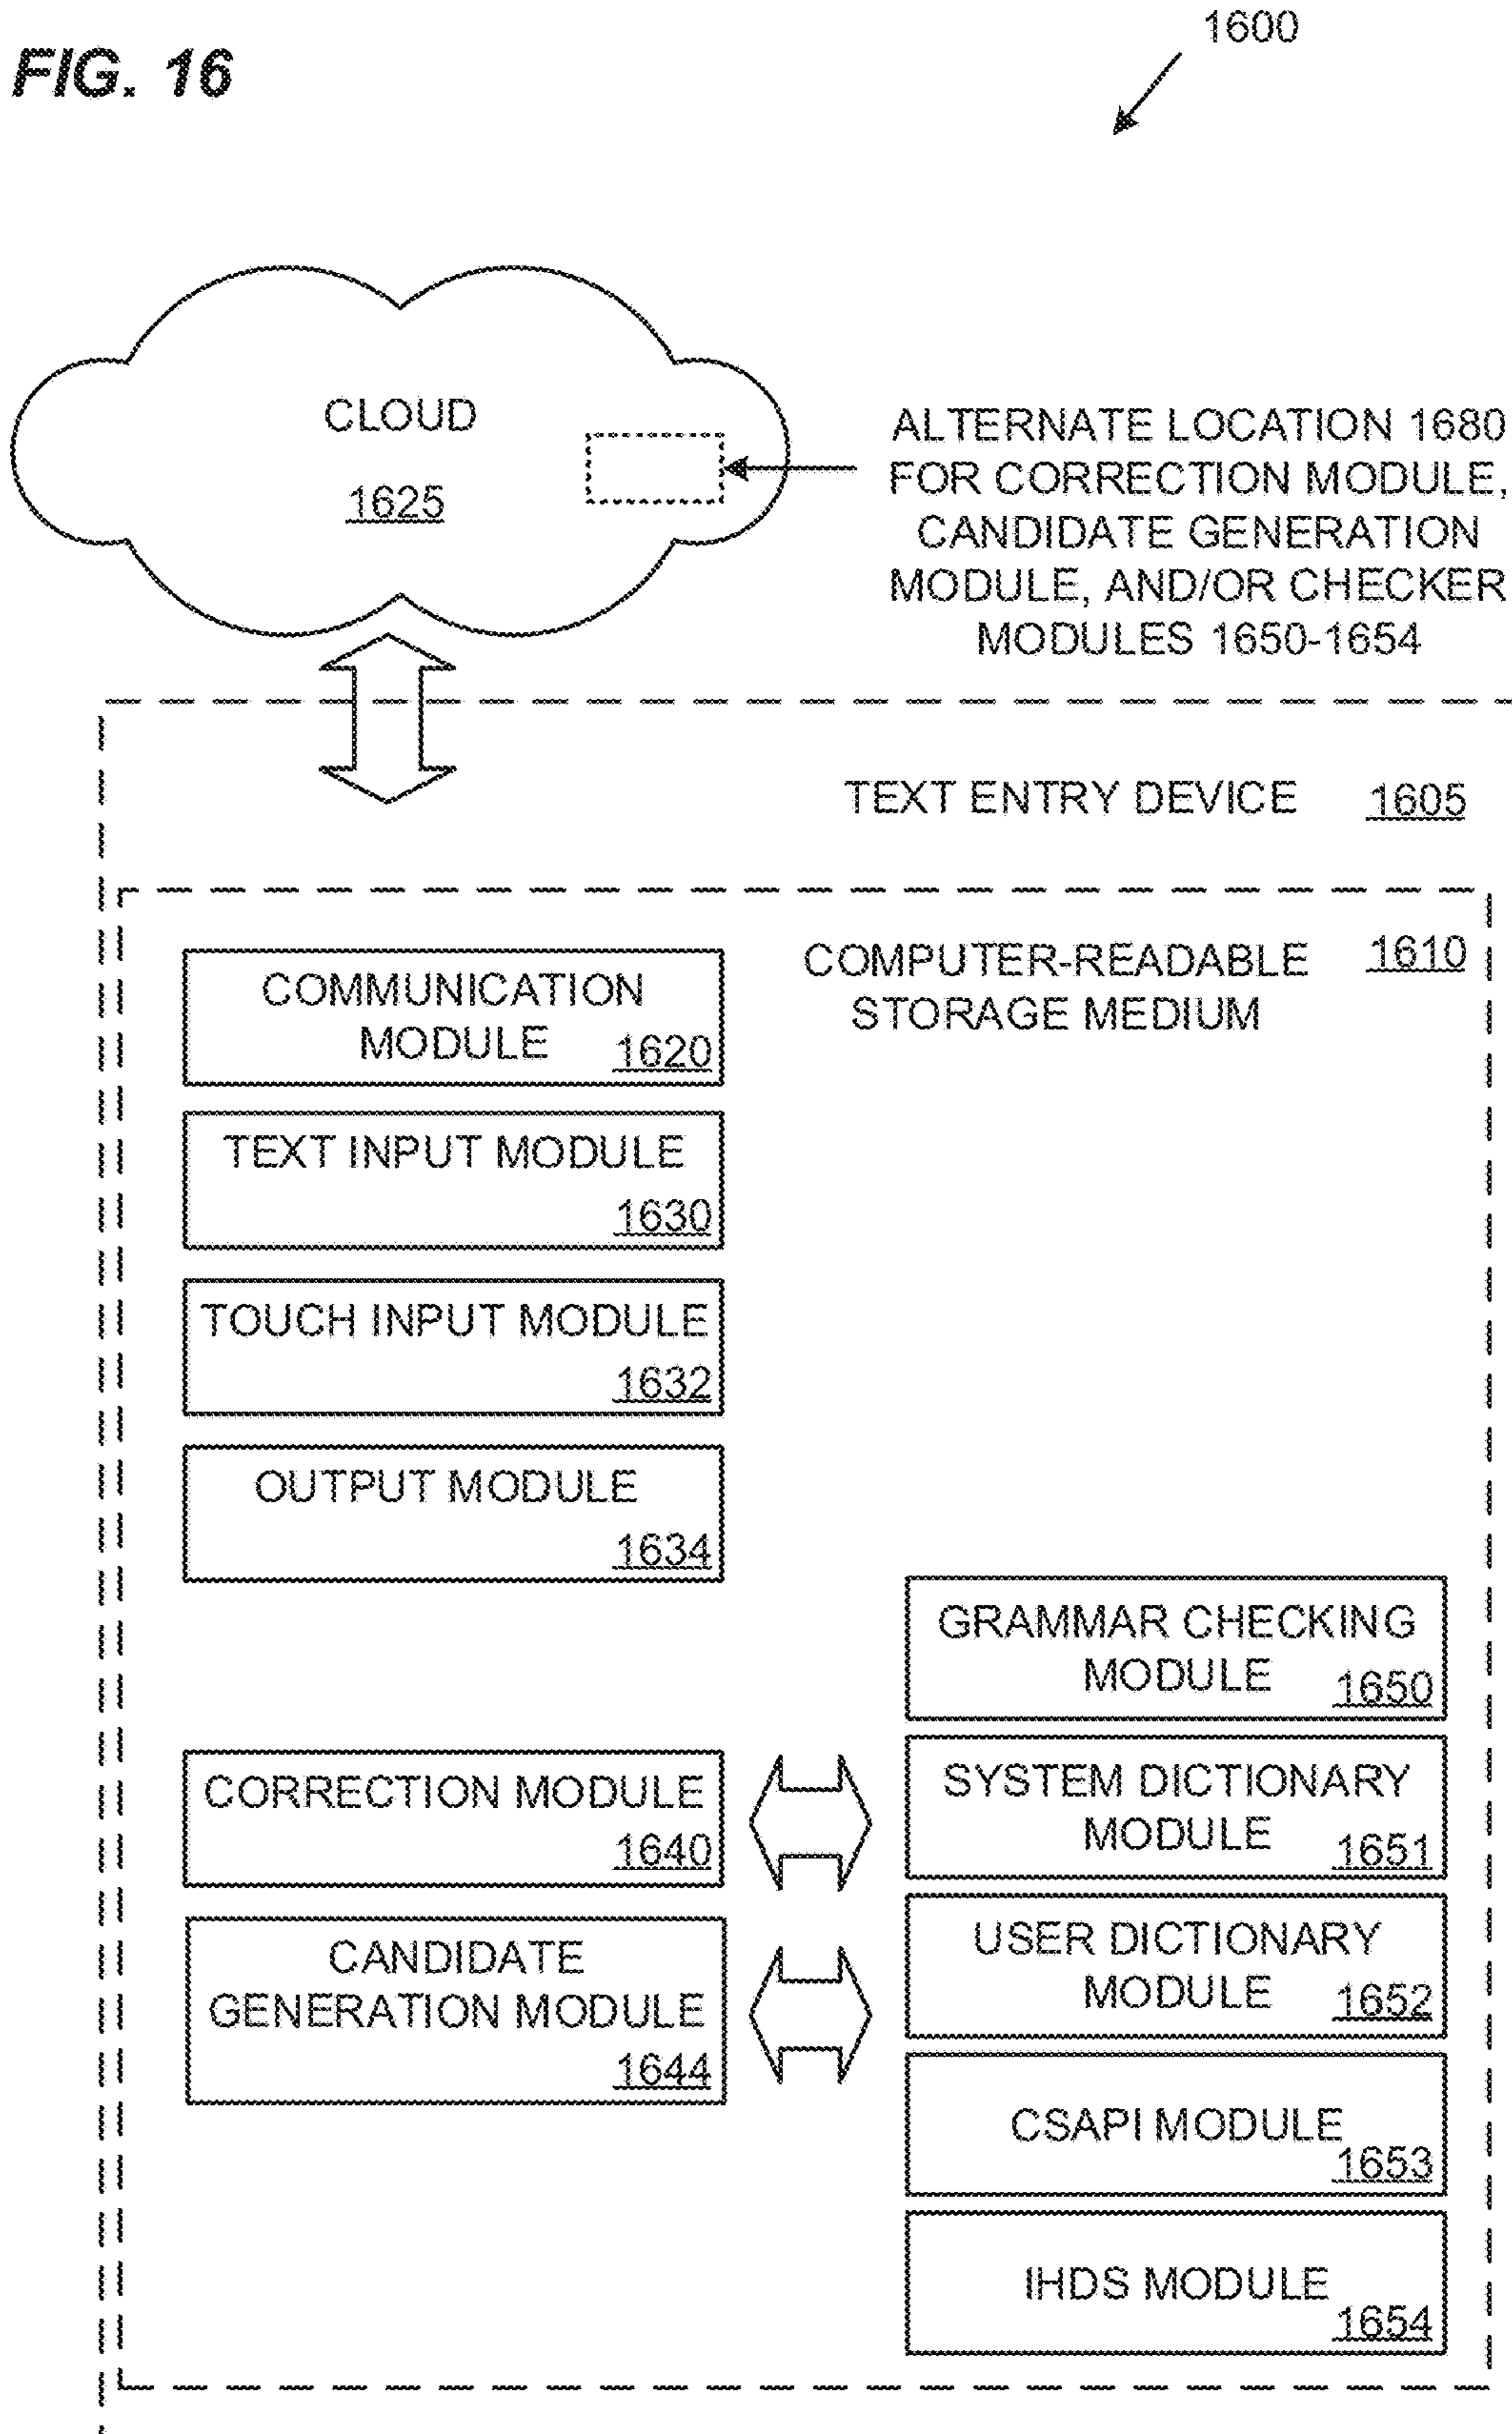 FIG. 16
1600
CLOUD
1625
ALTERNATE LOCATION 1680
FOR CORRECTION MODULE,
CANDIDATE GENERATION
MODULE, AND/OR CHECKER
MODULES 1650-1654
TEXT ENTRY DEVICE 1605
COMPUTER-READABLE 1610
STORAGE MEDIUM
COMMUNICATION
MODULE 1620
TEXT INPUT MODULE
1630
TOUCH INPUT MODULE
1632
OUTPUT MODULE
1634
CORRECTION MODULE
1640
CANDIDATE
GENERATION MODULE
1644
GRAMMAR CHECKING
MODULE 1650
SYSTEM DICTIONARY
MODULE 1651
USER DICTIONARY
MODULE 1652
CSAPI MODULE
1653
IHDS MODULE
1654